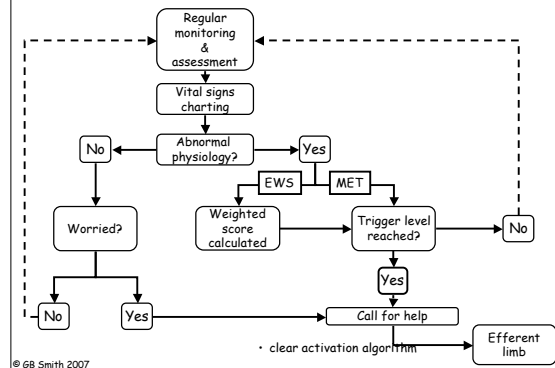 Regular
monitoring
&
assessment
Vital signs
charting
No
Abnormal
physiology?
Yes
EWS
MET
Worried?
Weighted
score
calculated
Trigger level
reached?
No
Yes
No
Yes
Call for help
• clear activation algorithm
Efferent
limb
© GB Smith 2007